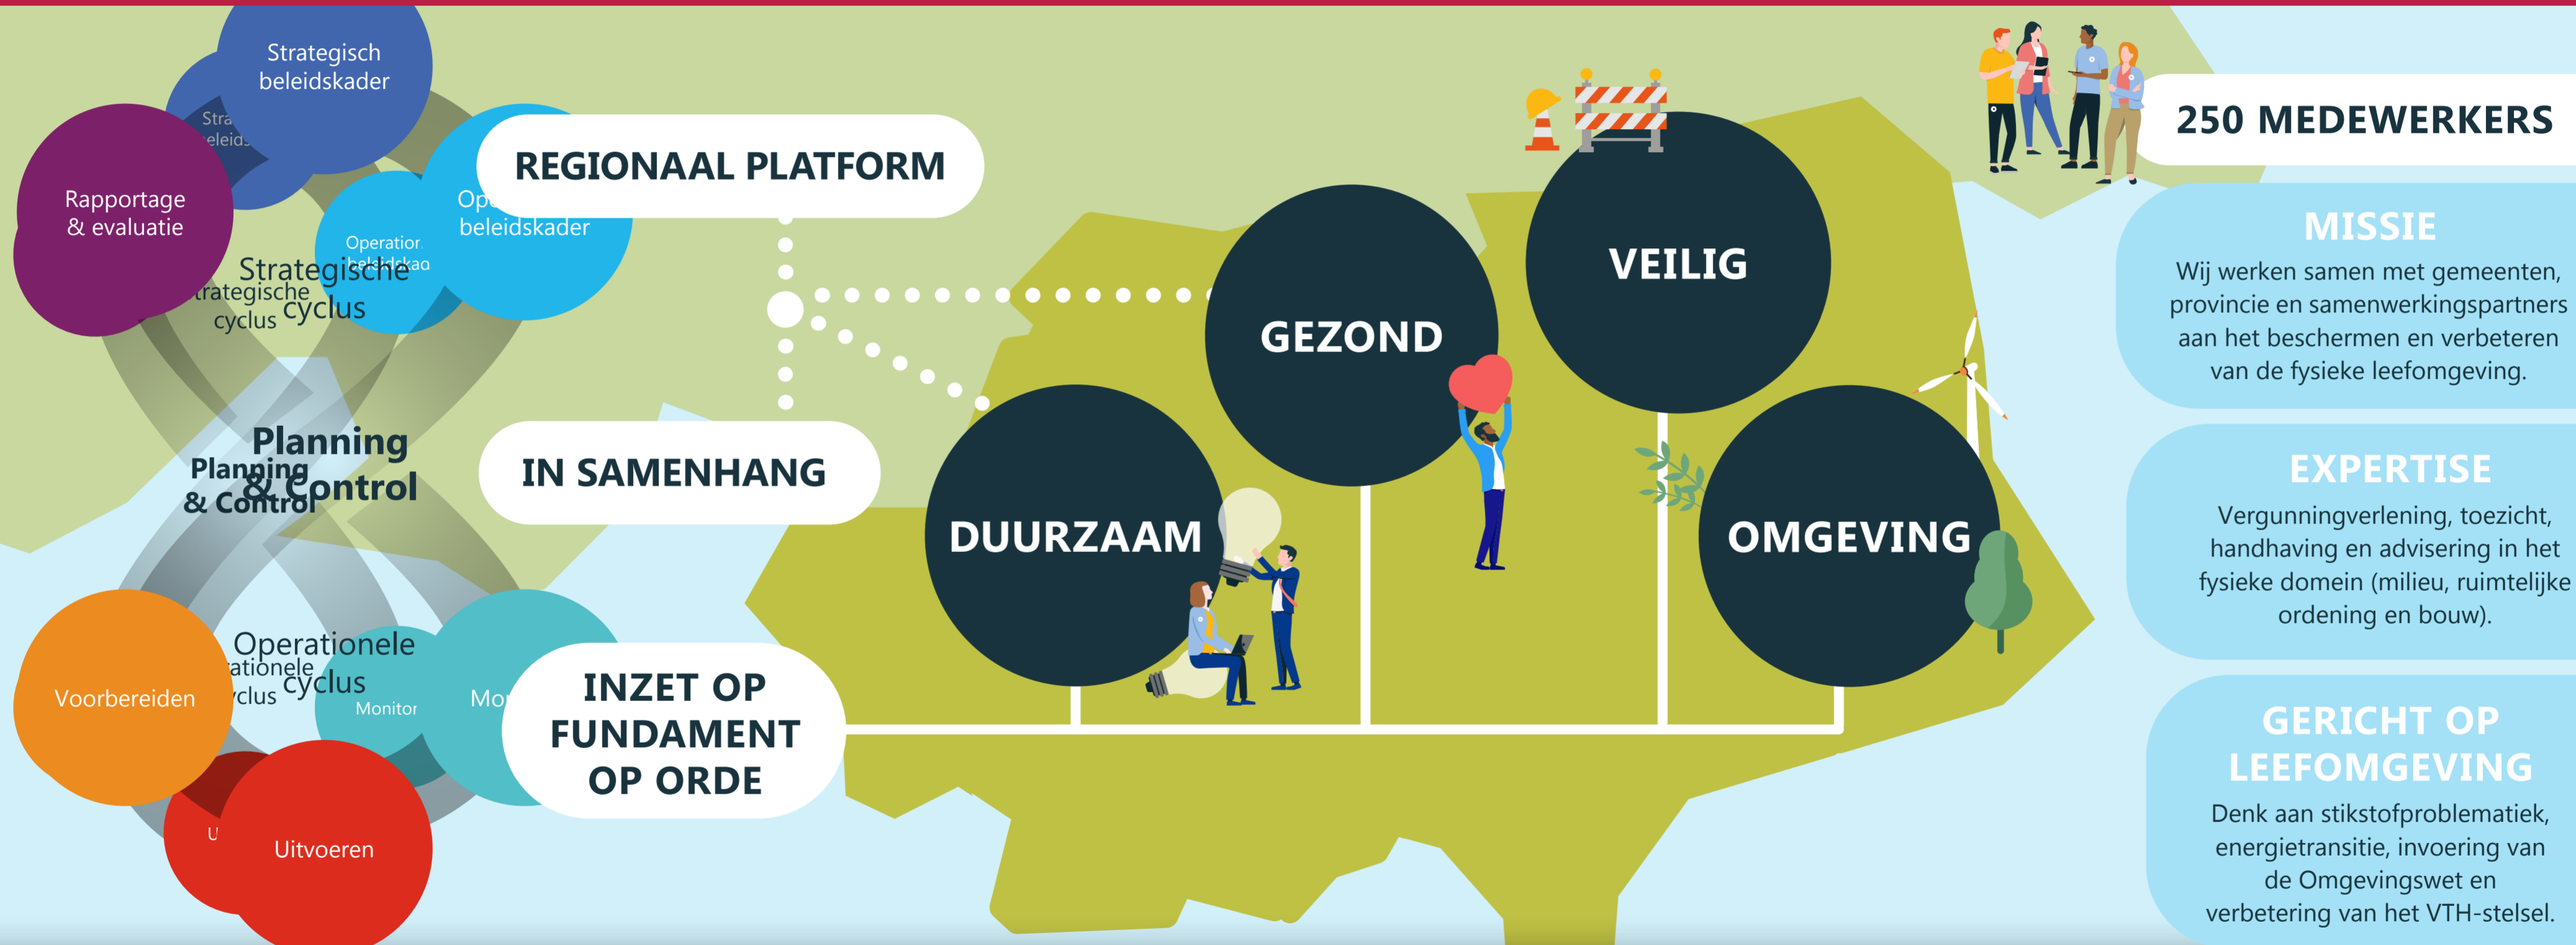 Strategisch
beleidskader
Rapportage
& evaluatie
beleidskader
Strategische
cyclus
cyclus
Planning
& Control
Planning
& Control
Operationele
cyclus
Voorbereiden
Uitvoeren
REGIONAAL PLATFORM
IN SAMENHANG
INZET OP
FUNDAMENT
OP ORDE
DUURZAAM
GEZOND
VEILIG
OMGEVING
250 MEDEWERKERS
MISSIE
Wij werken samen met gemeenten,
provincie en samenwerkingspartners
aan het beschermen en verbeteren
van de fysieke leefomgeving.
EXPERTISE
Vergunningverlening, toezicht,
handhaving en advisering in het
fysieke domein (milieu, ruimtelijke
ordening en bouw).
GERICHT OP
LEEFOMGEVING
Denk aan stikstofproblematiek,
energietransitie, invoering van
de Omgevingswet en
verbetering van het VTH-stelsel.